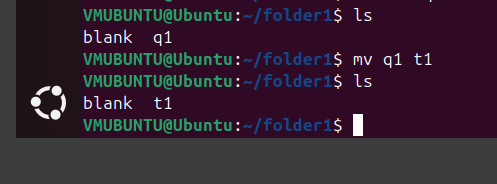 VMUBUNTU@Ubuntu:~/folder1$ ls
blank  q1
VMUBUNTU@Ubuntu:~/folder1$ mv q1 t1
VMUBUNTU@Ubuntu:~/folder1$ ls
blank  t1
VMUBUNTU@Ubuntu:~/folder1$